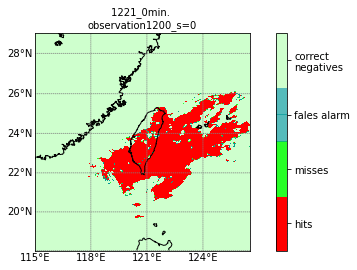 1221_0min.
observation1200_s=0
28°N
26°N
24°N
22°N
20°N
115°E
118°E
121°E
124°E
correct
negatives
fales alarm
misses
hits